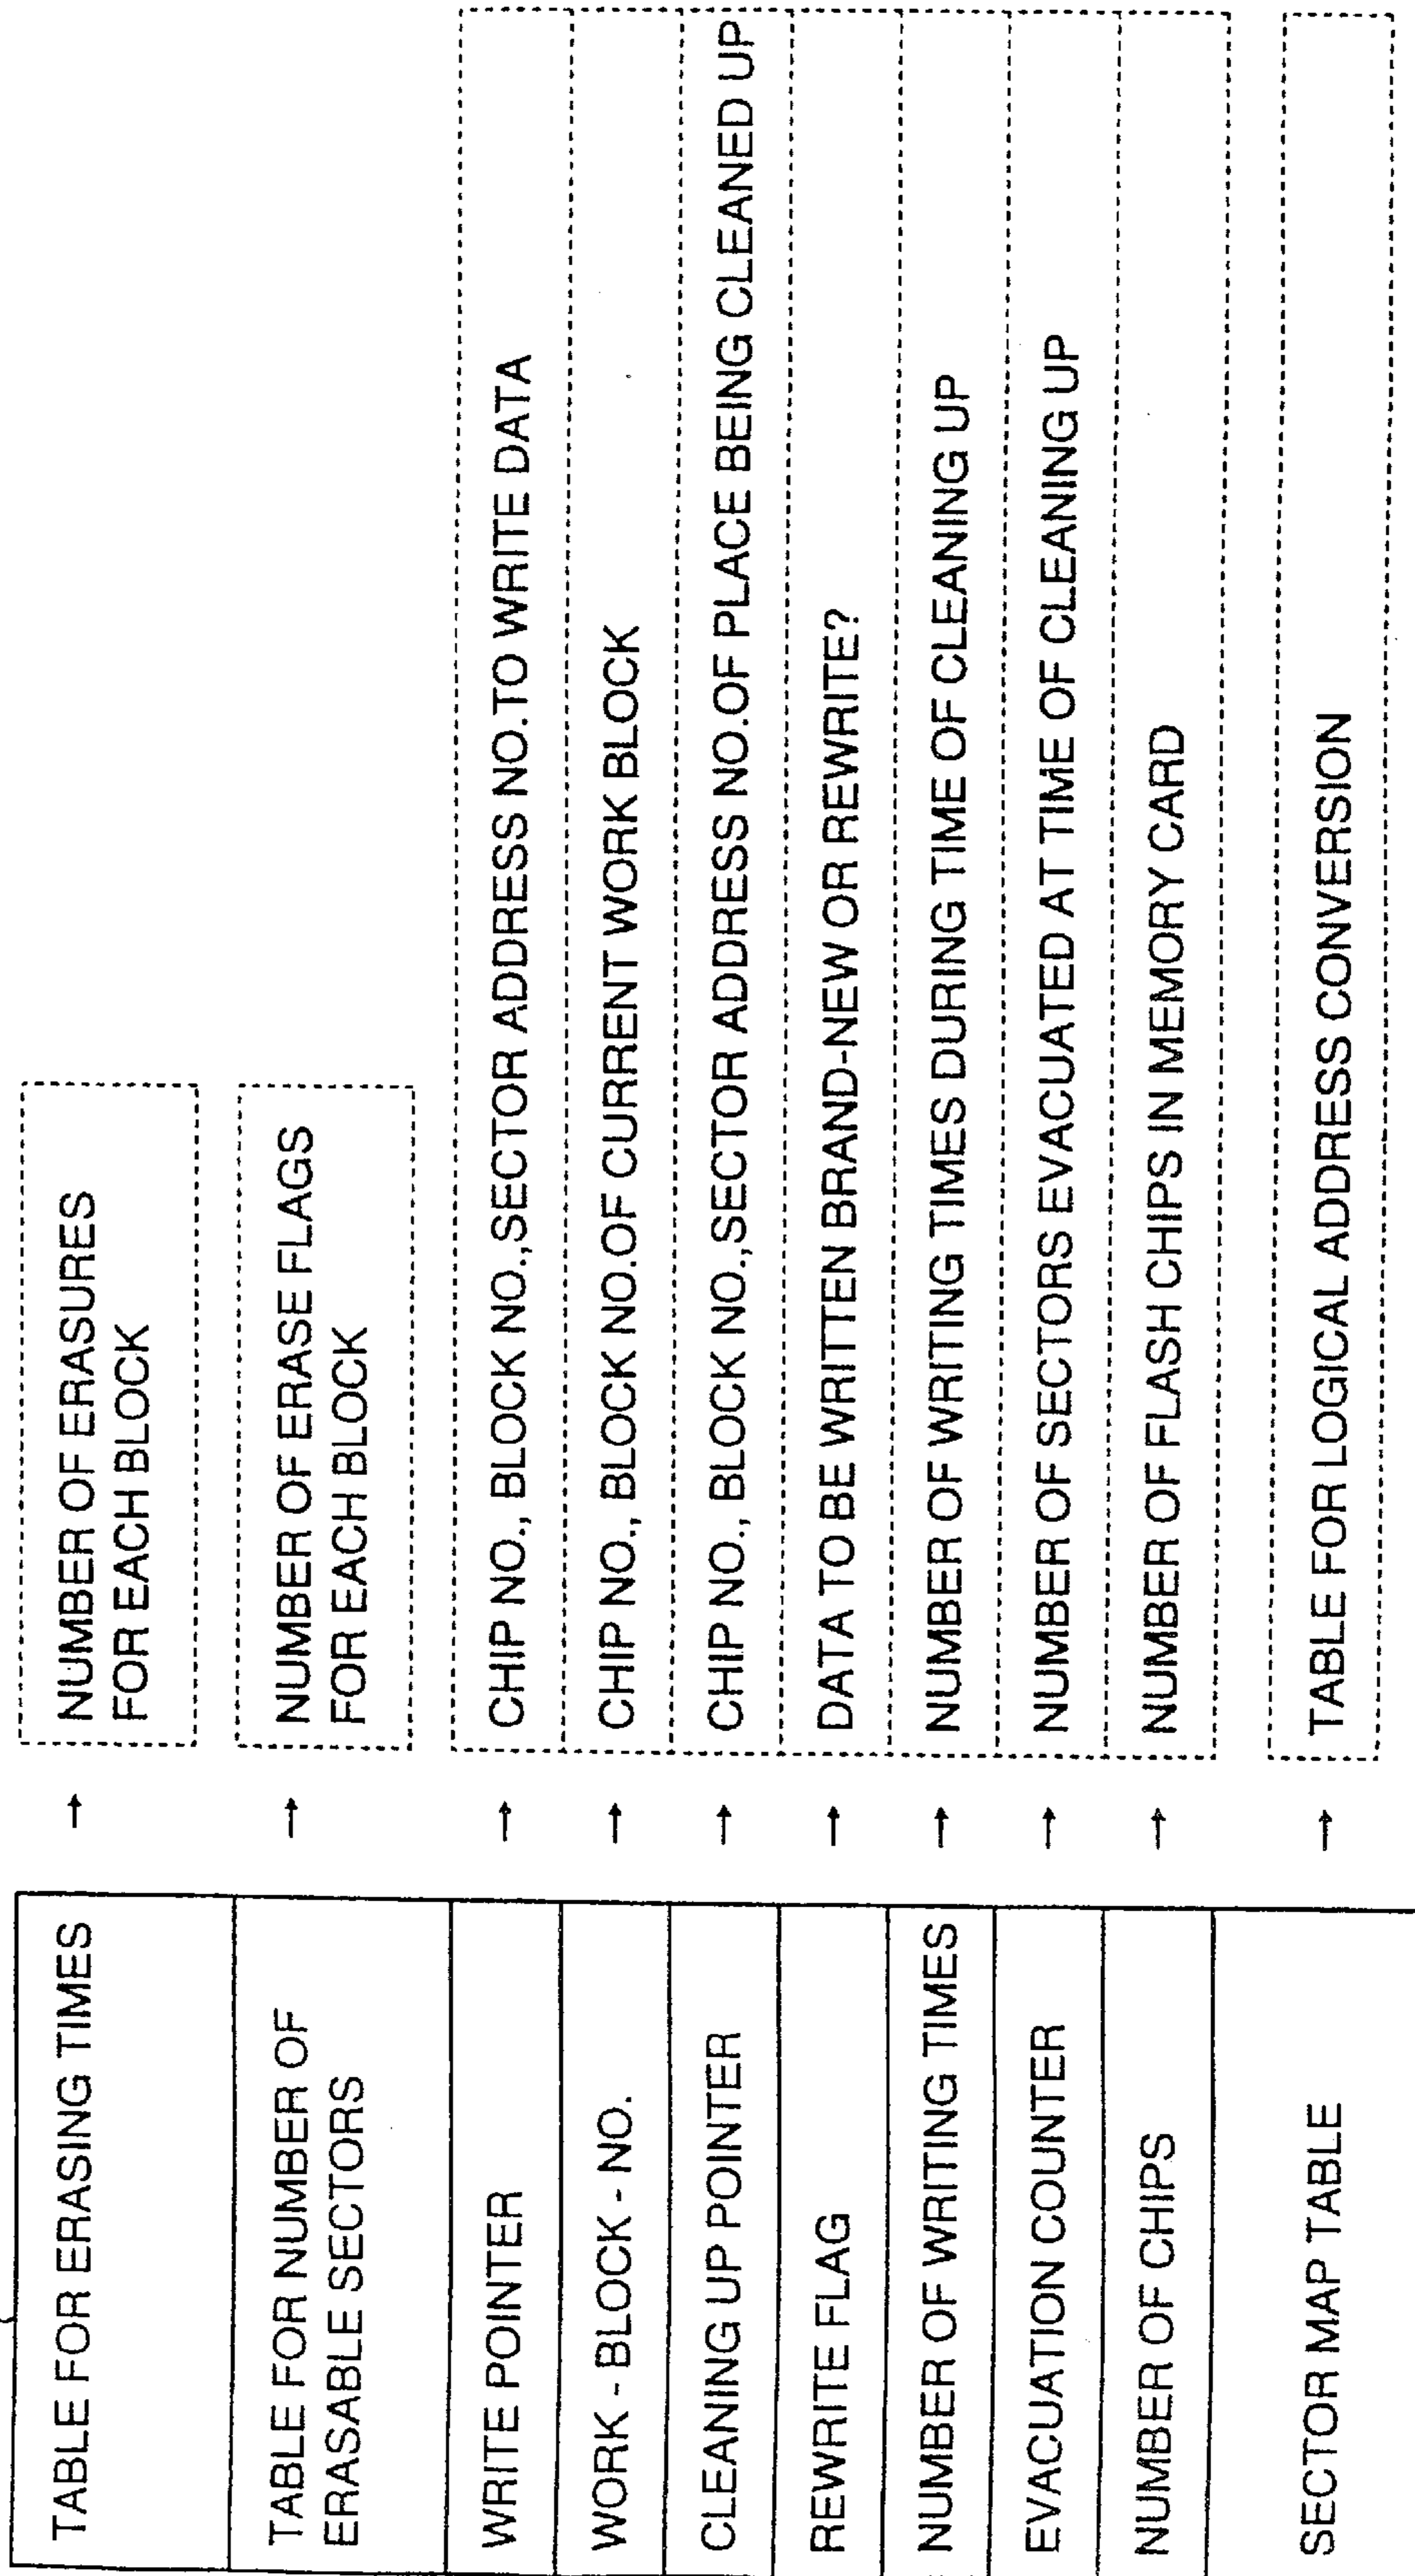 TABLE FOR ERASING TIMES
→
NUMBER OF ERASURES
FOR EACH BLOCK
TABLE FOR NUMBER OF
ERASABLE SECTORS
→
NUMBER OF ERASE FLAGS
FOR EACH BLOCK
WRITE POINTER
→
CHIP NO., BLOCK NO.,SECTOR ADDRESS NO.TO WRITE DATA
WORK - BLOCK - NO.
→
CHIP NO., BLOCK NO.OF CURRENT WORK BLOCK
CLEANING UP POINTER
→
CHIP NO., BLOCK NO.,SECTOR ADDRESS NO.OF PLACE BEING CLEANED UP
REWRITE FLAG
→
DATA TO BE WRITTEN BRAND-NEW OR REWRITE?
NUMBER OF WRITING TIMES
→
NUMBER OF WRITING TIMES DURING TIME OF CLEANING UP
EVACUATION COUNTER
→
NUMBER OF SECTORS EVACUATED AT TIME OF CLEANING UP
NUMBER OF CHIPS
→
NUMBER OF FLASH CHIPS IN MEMORY CARD
SECTOR MAP TABLE
→
TABLE FOR LOGICAL ADDRESS CONVERSION